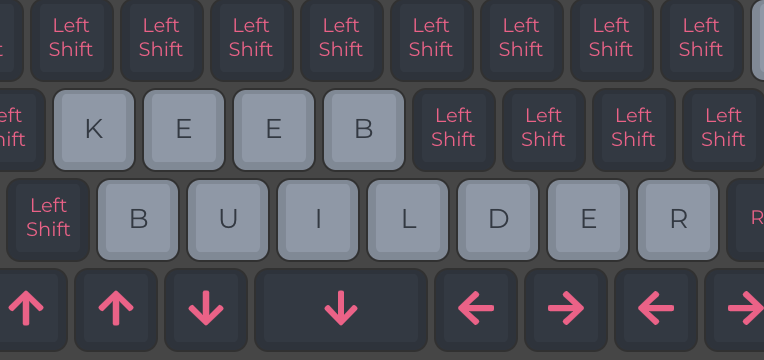 Left Shift Left Shift Left Shift Left Shift Left Shift Left Shift Left Shift Left Shift
K E E B Left Shift Left Shift Left Shift Left Shift
Left Shift B U I L D E R
↑ ↑ ↓ ↓ ← → ← →